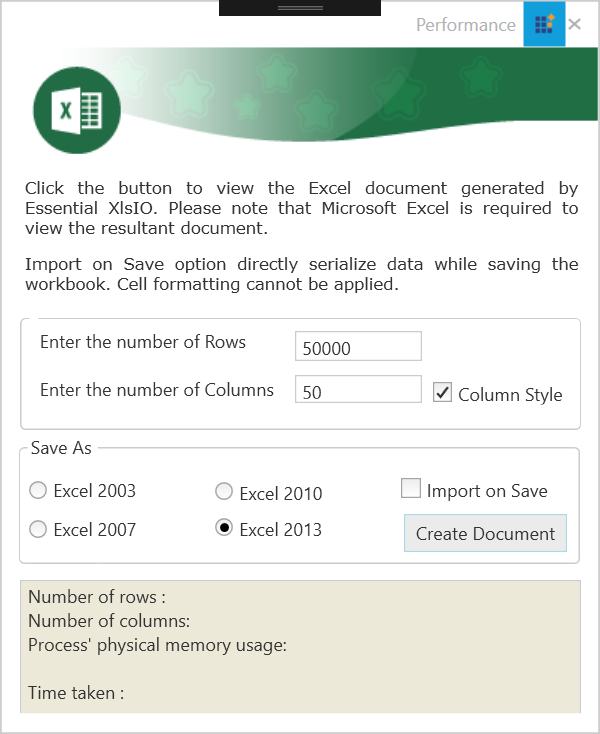 Performance
X
Click the button to view the Excel document generated by
Essential XlsIO. Please note that Microsoft Excel is required to
view the resultant document.
Import on Save option directly serialize data while saving the
workbook. Cell formatting cannot be applied.
Enter the number of Rows
50000
Enter the number of Columns
50
Column Style
Save As
Excel 2003
Excel 2010
Import on Save
Excel 2007
Excel 2013
Create Document
Number of rows :
Number of columns:
Process' physical memory usage:
Time taken :